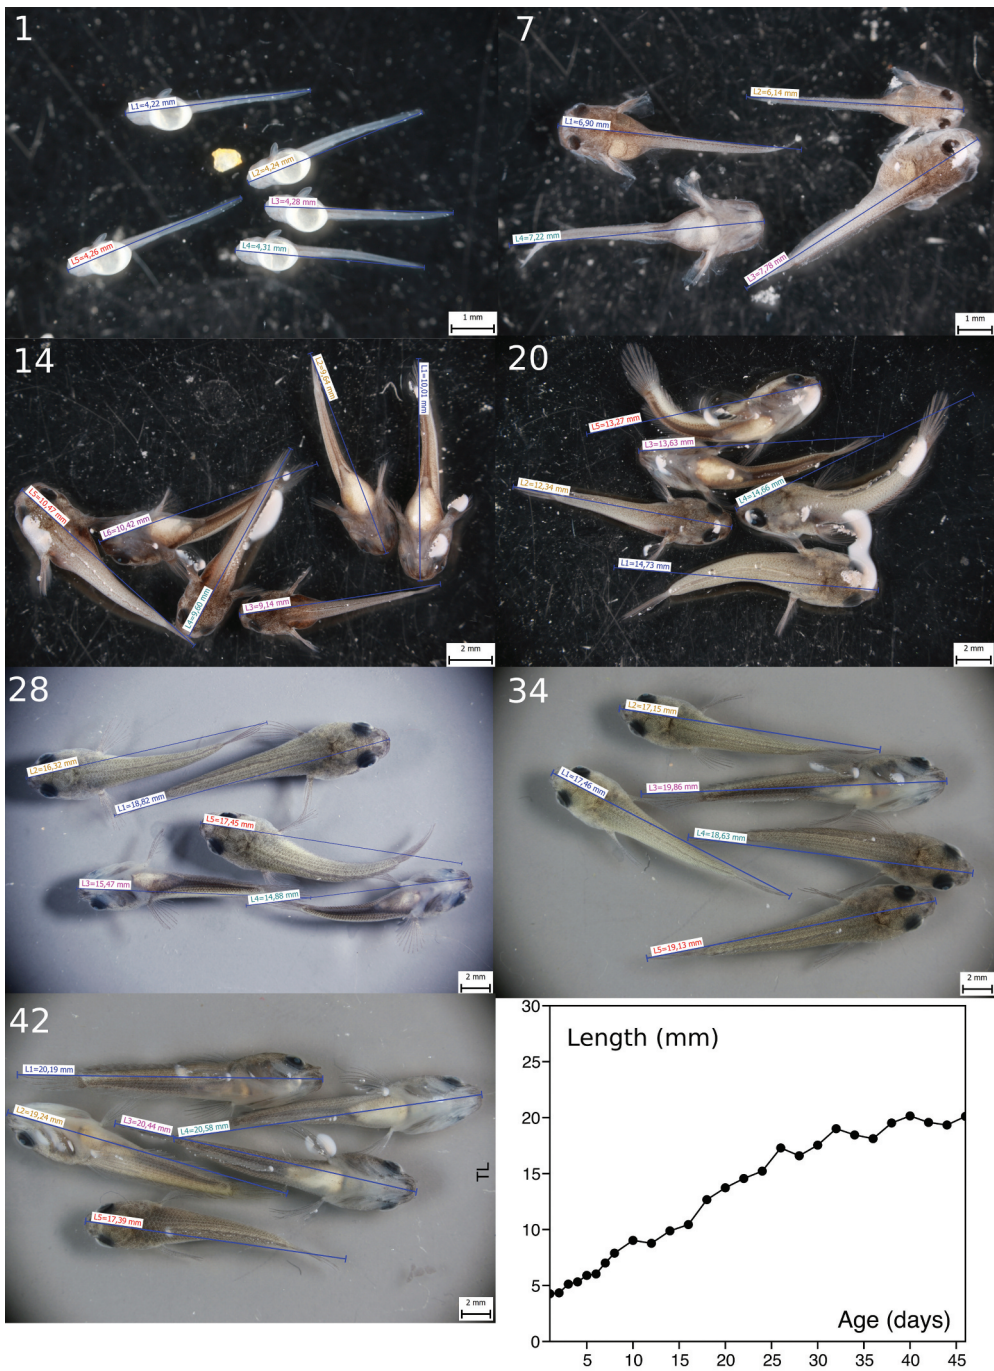 1
L1=4,22 mm
L2=4,24 mm
L3=4,28 mm
L4=4,31 mm
L5=4,26 mm
1 mm
7
L2=6,14 mm
L1=6,90 mm
L4=7,22 mm
L3=7,78 mm
1 mm
14
L2=9,64 mm
L1=10,01 mm
L5=10,47 mm
L6=10,42 mm
L4=9,60 mm
L3=9,14 mm
2 mm
20
L5=13,27 mm
L3=13,63 mm
L2=12,34 mm
L4=14,66 mm
L1=14,73 mm
2 mm
28
L2=16,32 mm
L1=18,82 mm
L5=17,45 mm
L3=15,47 mm
L4=14,88 mm
2 mm
34
L2=17,15 mm
L1=17,46 mm
L3=19,86 mm
L4=18,63 mm
L5=19,13 mm
2 mm
42
L1=20,19 mm
L2=19,24 mm
L3=20,44 mm
L4=20,58 mm
L5=17,39 mm
2 mm
TL
30
Length (mm)
25
20
15
10
5
0
Age (days)
5 10 15 20 25 30 35 40 45